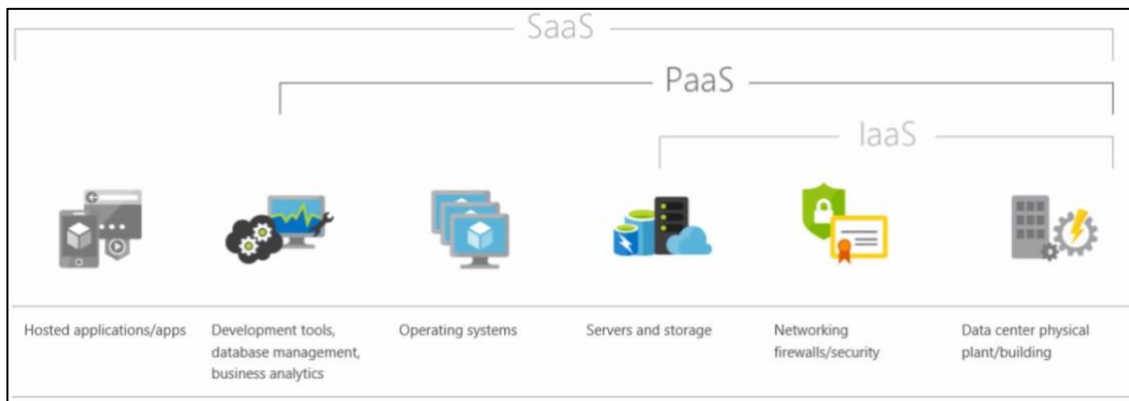 SaaS
PaaS
IaaS
Hosted applications/apps
Development tools,
database management,
business analytics
Operating systems
Servers and storage
Networking
firewalls/security
Data center physical
plant/building